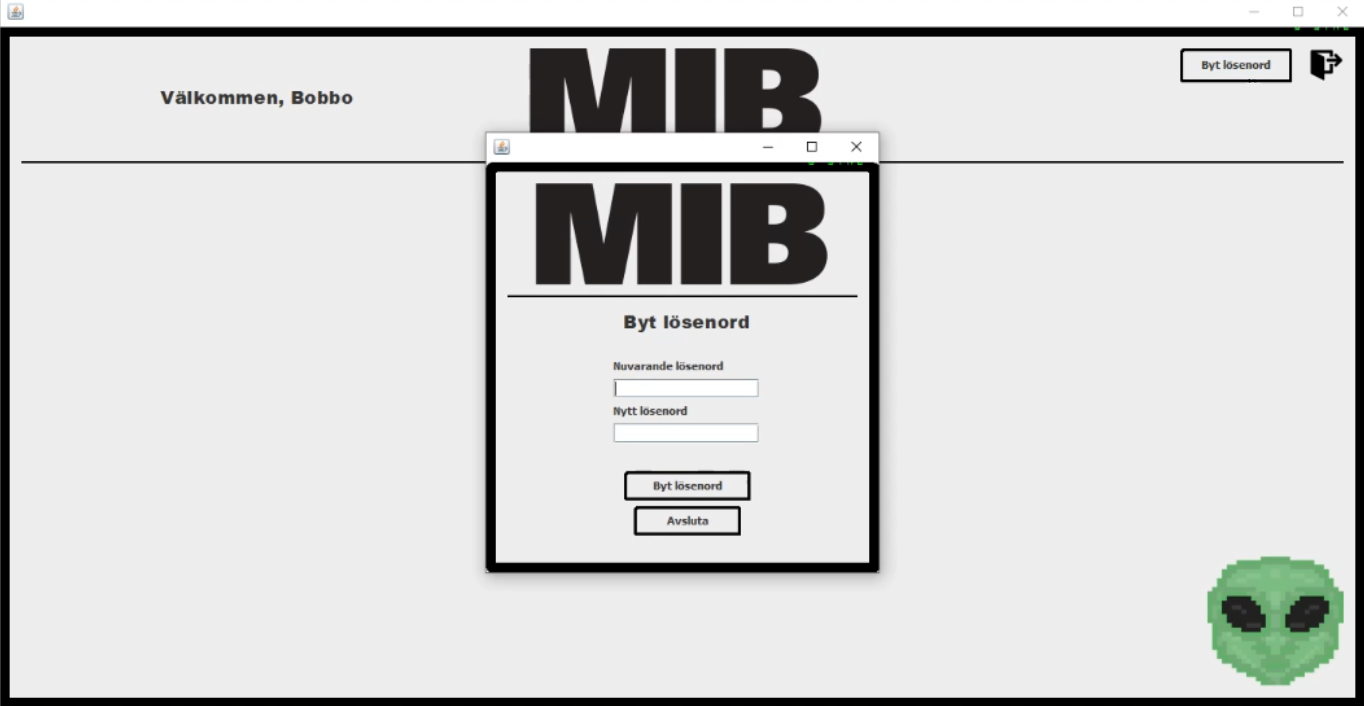 Välkommen, Bobbo
MIB
Byt lösenord
MIB
Byt lösenord
Nuvarande lösenord
Nytt lösenord
Byt lösenord
Avsluta